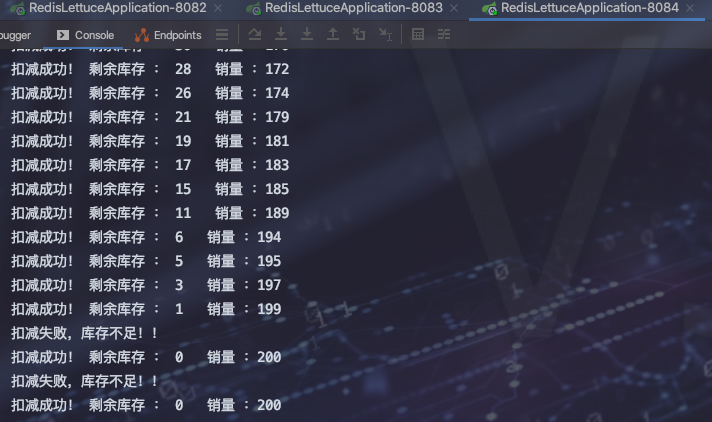 RedisLettuceApplication-8082 RedisLettuceApplication-8083 RedisLettuceApplication-8084
bugger Console Endpoints
扣减成功! 剩余库存 : 28 销量 :172
扣减成功! 剩余库存 : 26 销量 :174
扣减成功! 剩余库存 : 21 销量 :179
扣减成功! 剩余库存 : 19 销量 :181
扣减成功! 剩余库存 : 17 销量 :183
扣减成功! 剩余库存 : 15 销量 :185
扣减成功! 剩余库存 : 11 销量 :189
扣减成功! 剩余库存 : 6 销量 :194
扣减成功! 剩余库存 : 5 销量 :195
扣减成功! 剩余库存 : 3 销量 :197
扣减成功! 剩余库存 : 1 销量 :199
扣减失败，库存不足!!
扣减成功! 剩余库存 : 0 销量 :200
扣减失败，库存不足!!
扣减成功! 剩余库存 : 0 销量 :200